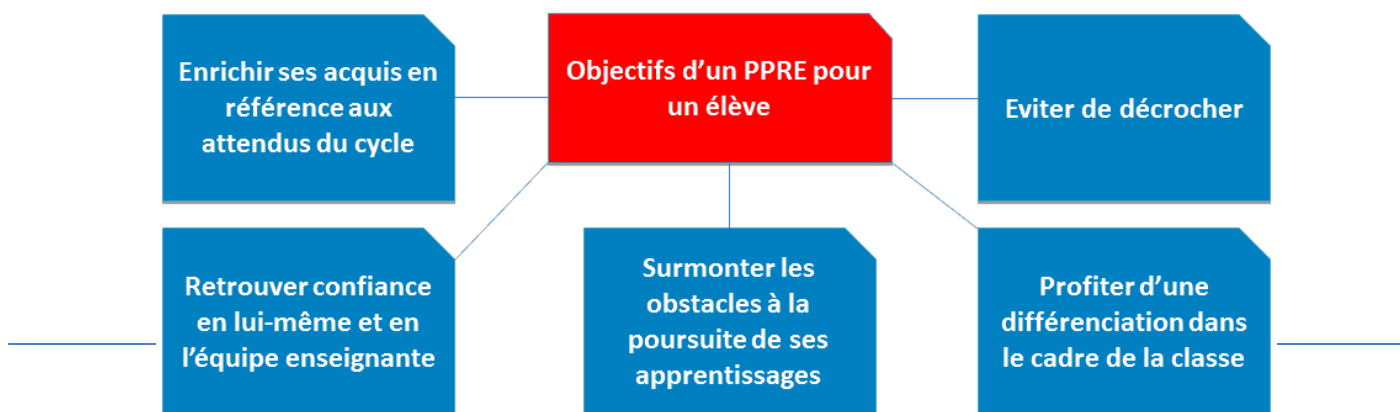 Enrichir ses acquis en
référence aux
attendus du cycle
Objectifs d’un PPRE pour
un élève
Eviter de décrocher
Retrouver confiance
en lui-même et en
l’équipe enseignante
Surmonter les
obstacles à la
poursuite de ses
apprentissages
Profiter d’une
différenciation dans
le cadre de la classe